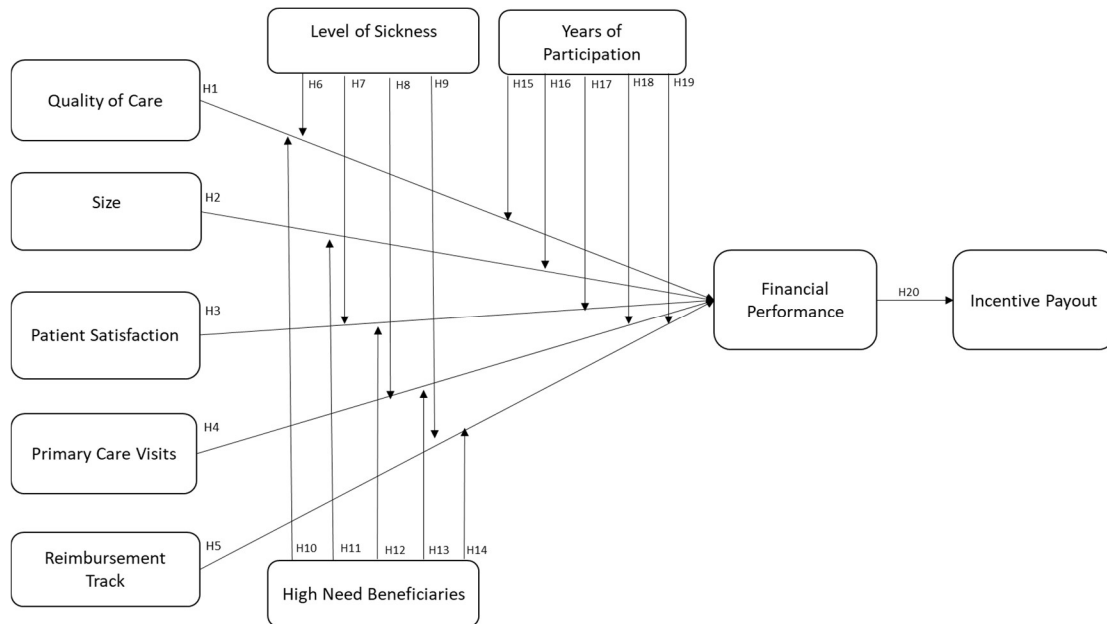 Level of Sickness
Years of
Participation
H6
H7
H8
H9
H15
H16
H17
H18
H19
Quality of Care
H1
Size
H2
Patient Satisfaction
H3
Primary Care Visits
H4
Reimbursement
Track
H5
H10
H11
H12
H13
H14
High Need Beneficiaries
Financial
Performance
H20
Incentive Payout